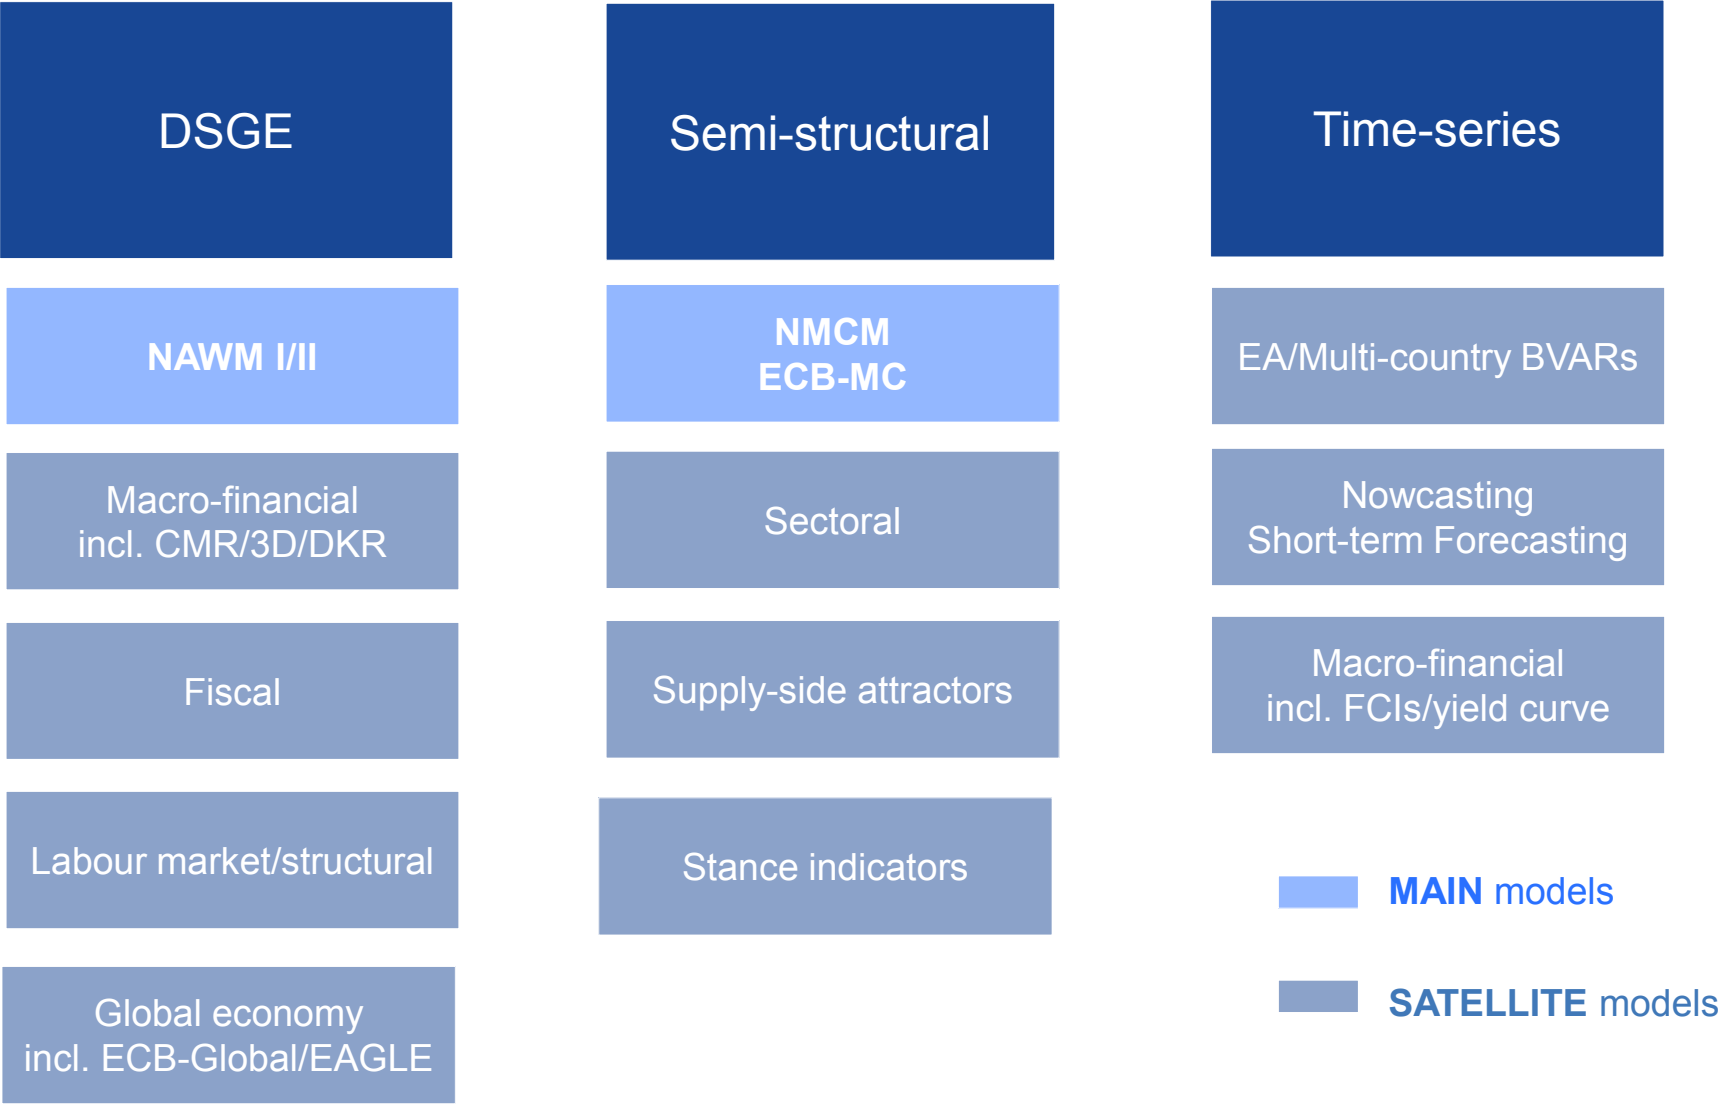 DSGE
NAWM I/II
Macro-financial
incl. CMR/3D/DKR
Fiscal
Labour market/structural
Global economy
incl. ECB-Global/EAGLE
Semi-structural
NMCM
ECB-MC
Sectoral
Supply-side attractors
Stance indicators
Time-series
EA/Multi-country BVARs
Nowcasting
Short-term Forecasting
Macro-financial
incl. FCIs/yield curve
MAIN models
SATELLITE models